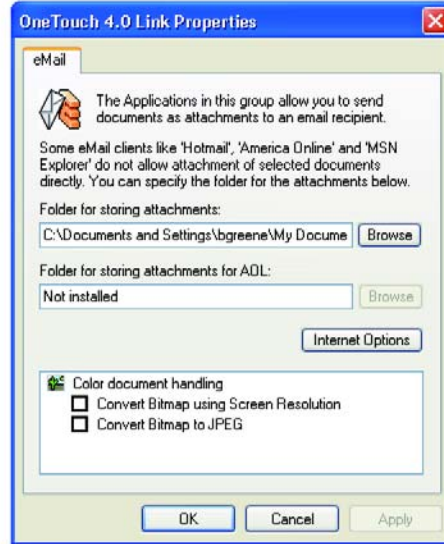 OneTouch 4.0 Link Properties
eMail
The Applications in this group allow you to send
documents as attachments to an email recipient.
Some eMail clients like 'Hotmail', 'America Online' and 'MSN
Explorer' do not allow attachment of selected documents
directly. You can specify the folder for the attachments below.
Folder for storing attachments:
C:\Documents and Settings\bgreene\My Docume Browse
Folder for storing attachments for AOL:
Not installed Browse
Internet Options
Color document handling
Convert Bitmap using Screen Resolution
Convert Bitmap to JPEG
OK Cancel Apply